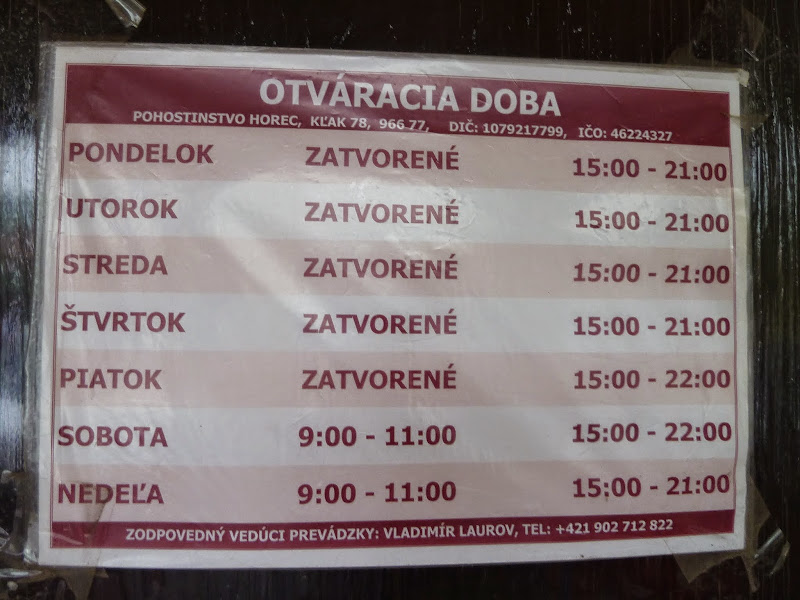 OTVÁRACIA DOBA
POHOSTINSTVO HOREC, KĽAK 78, 966 77, DIČ: 1079217799, IČO: 46224327
PONDELOK ZATVORENÉ 15:00 - 21:00
UTOROK ZATVORENÉ 15:00 - 21:00
STREDA ZATVORENÉ 15:00 - 21:00
ŠTVRTOK ZATVORENÉ 15:00 - 21:00
PIATOK ZATVORENÉ 15:00 - 22:00
SOBOTA 9:00 - 11:00 15:00 - 22:00
NEDEĽA 9:00 - 11:00 15:00 - 21:00
ZODPOVEDNÝ VEDÚCI PREVÁDZKY: VLADIMÍR LAUROV, TEL: +421 902 712 822